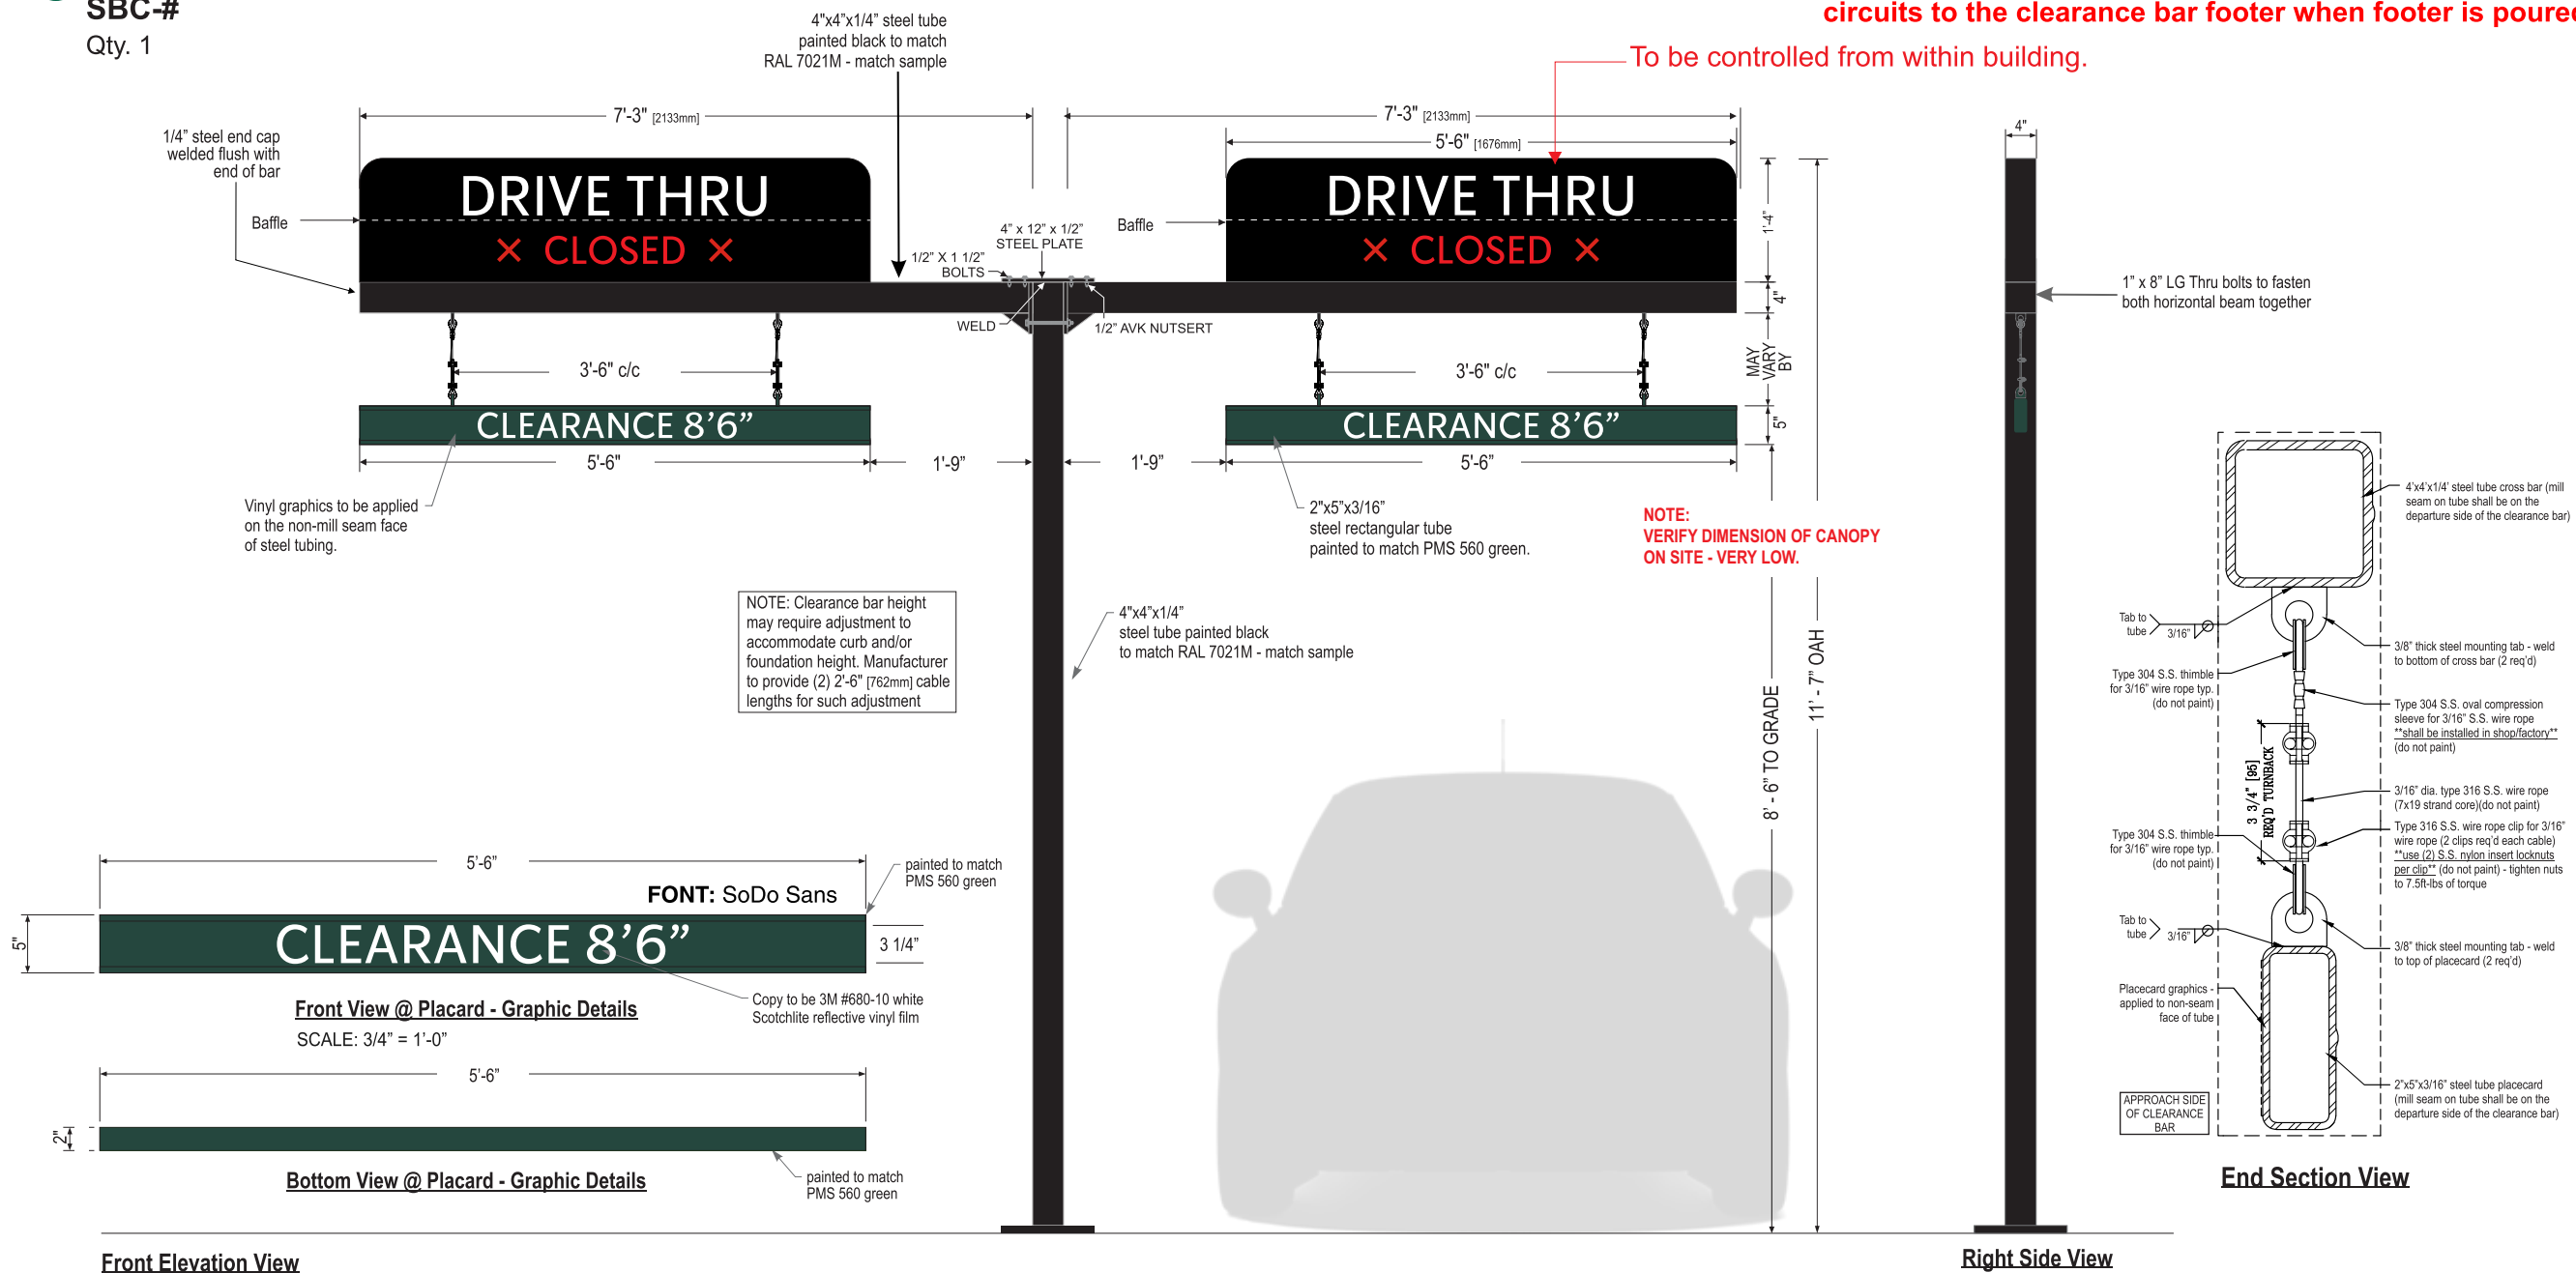 SBC-#
Qty. 1
circuits to the clearance bar footer when footer is poured
To be controlled from within building.
4"x4"x1/4" steel tube
painted black to match
RAL 7021M - match sample
7'-3" [2133mm]
7'-3" [2133mm]
5'-6" [1676mm]
1/4" steel end cap
welded flush with
end of bar
Baffle
DRIVE THRU
× CLOSED ×
4" x 12" x 1/2"
STEEL PLATE
1/2" X 1 1/2"
BOLTS
WELD
1/2" AVK NUTSERT
Baffle
DRIVE THRU
× CLOSED ×
1'-4"
4"
MAY
VARY
BY
5"
3'-6" c/c
3'-6" c/c
CLEARANCE 8’6”
CLEARANCE 8’6”
5'-6"
1'-9”
1'-9”
5'-6”
Vinyl graphics to be applied
on the non-mill seam face
of steel tubing.
2"x5"x3/16"
steel rectangular tube
painted to match PMS 560 green.
NOTE:
VERIFY DIMENSION OF CANOPY
ON SITE - VERY LOW.
NOTE: Clearance bar height
may require adjustment to
accommodate curb and/or
foundation height. Manufacturer
to provide (2) 2'-6" [762mm] cable
lengths for such adjustment
4"x4"x1/4"
steel tube painted black
to match RAL 7021M - match sample
8' - 6” TO GRADE
11' - 7” OAH
5’-6”
FONT: SoDo Sans
painted to match
PMS 560 green
5"
CLEARANCE 8’6”
3 1/4”
Front View @ Placard - Graphic Details
SCALE: 3/4” = 1’-0”
Copy to be 3M #680-10 white
Scotchlite reflective vinyl film
5’-6”
2"
Bottom View @ Placard - Graphic Details
painted to match
PMS 560 green
Front Elevation View
4"
1” x 8” LG Thru bolts to fasten
both horizontal beam together
Right Side View
4'x4'x1/4' steel tube cross bar (mill
seam on tube shall be on the
departure side of the clearance bar)
Tab to
tube
3/16"
3/8” thick steel mounting tab - weld
to bottom of cross bar (2 req’d)
Type 304 S.S. thimble
for 3/16” wire rope typ.
(do not paint)
Type 304 S.S. oval compression
sleeve for 3/16” S.S. wire rope
**shall be installed in shop/factory**
(do not paint)
3 3/4" [95]
REQ'D TURNBACK
3/16” dia. type 316 S.S. wire rope
(7x19 strand core)(do not paint)
Type 304 S.S. thimble
for 3/16” wire rope typ.
(do not paint)
Type 316 S.S. wire rope clip for 3/16”
wire rope (2 clips req’d each cable)
**use (2) S.S. nylon insert locknuts
per clip** (do not paint) - tighten nuts
to 7.5ft-lbs of torque
Tab to
tube
3/16"
3/8” thick steel mounting tab - weld
to top of placecard (2 req’d)
Placecard graphics -
applied to non-seam
face of tube
2”x5”x3/16” steel tube placecard
(mill seam on tube shall be on the
departure side of the clearance bar)
APPROACH SIDE
OF CLEARANCE
BAR
End Section View